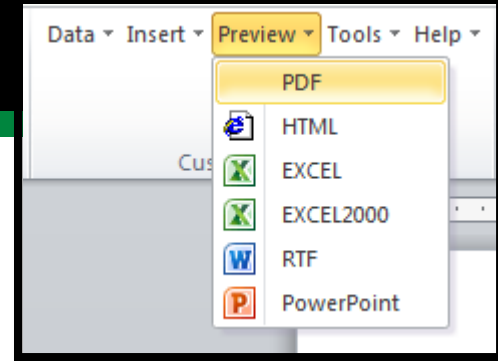 Data Insert Preview Tools Help
PDF
HTML
Cus
EXCEL
EXCEL2000
RTF
PowerPoint